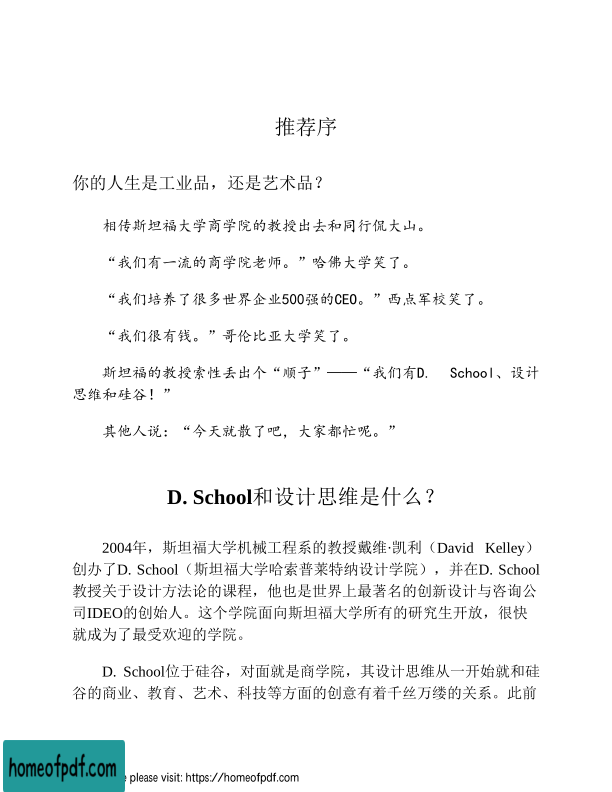 推荐序
你的人生是工业品，还是艺术品？
相传斯坦福大学商学院的教授出去和同行侃大山。
“我们有一流的商学院老师。”哈佛大学笑了。
“我们培养了很多世界企业500强的CEO。”西点军校笑了。
“我们很有钱。”哥伦比亚大学笑了。
斯坦福的教授索性丢出个“顺子”——“我们有D. School、设计
思维和硅谷！”
其他人说：“今天就散了吧，大家都忙呢。”
D. School和设计思维是什么？
2004年，斯坦福大学机械工程系的教授戴维·凯利（David Kelley）
创办了D. School（斯坦福大学哈索普莱特纳设计学院），并在D. School
教授关于设计方法论的课程，他也是世界上最著名的创新设计与咨询公
司IDEO的创始人。这个学院面向斯坦福大学所有的研究生开放，很快
就成为了最受欢迎的学院。
D. School位于硅谷，对面就是商学院，其设计思维从一开始就和硅
谷的商业、教育、艺术、科技等方面的创意有着千丝万缕的关系。此前
homeofpdf.com
please visit: https://homeofpdf.com